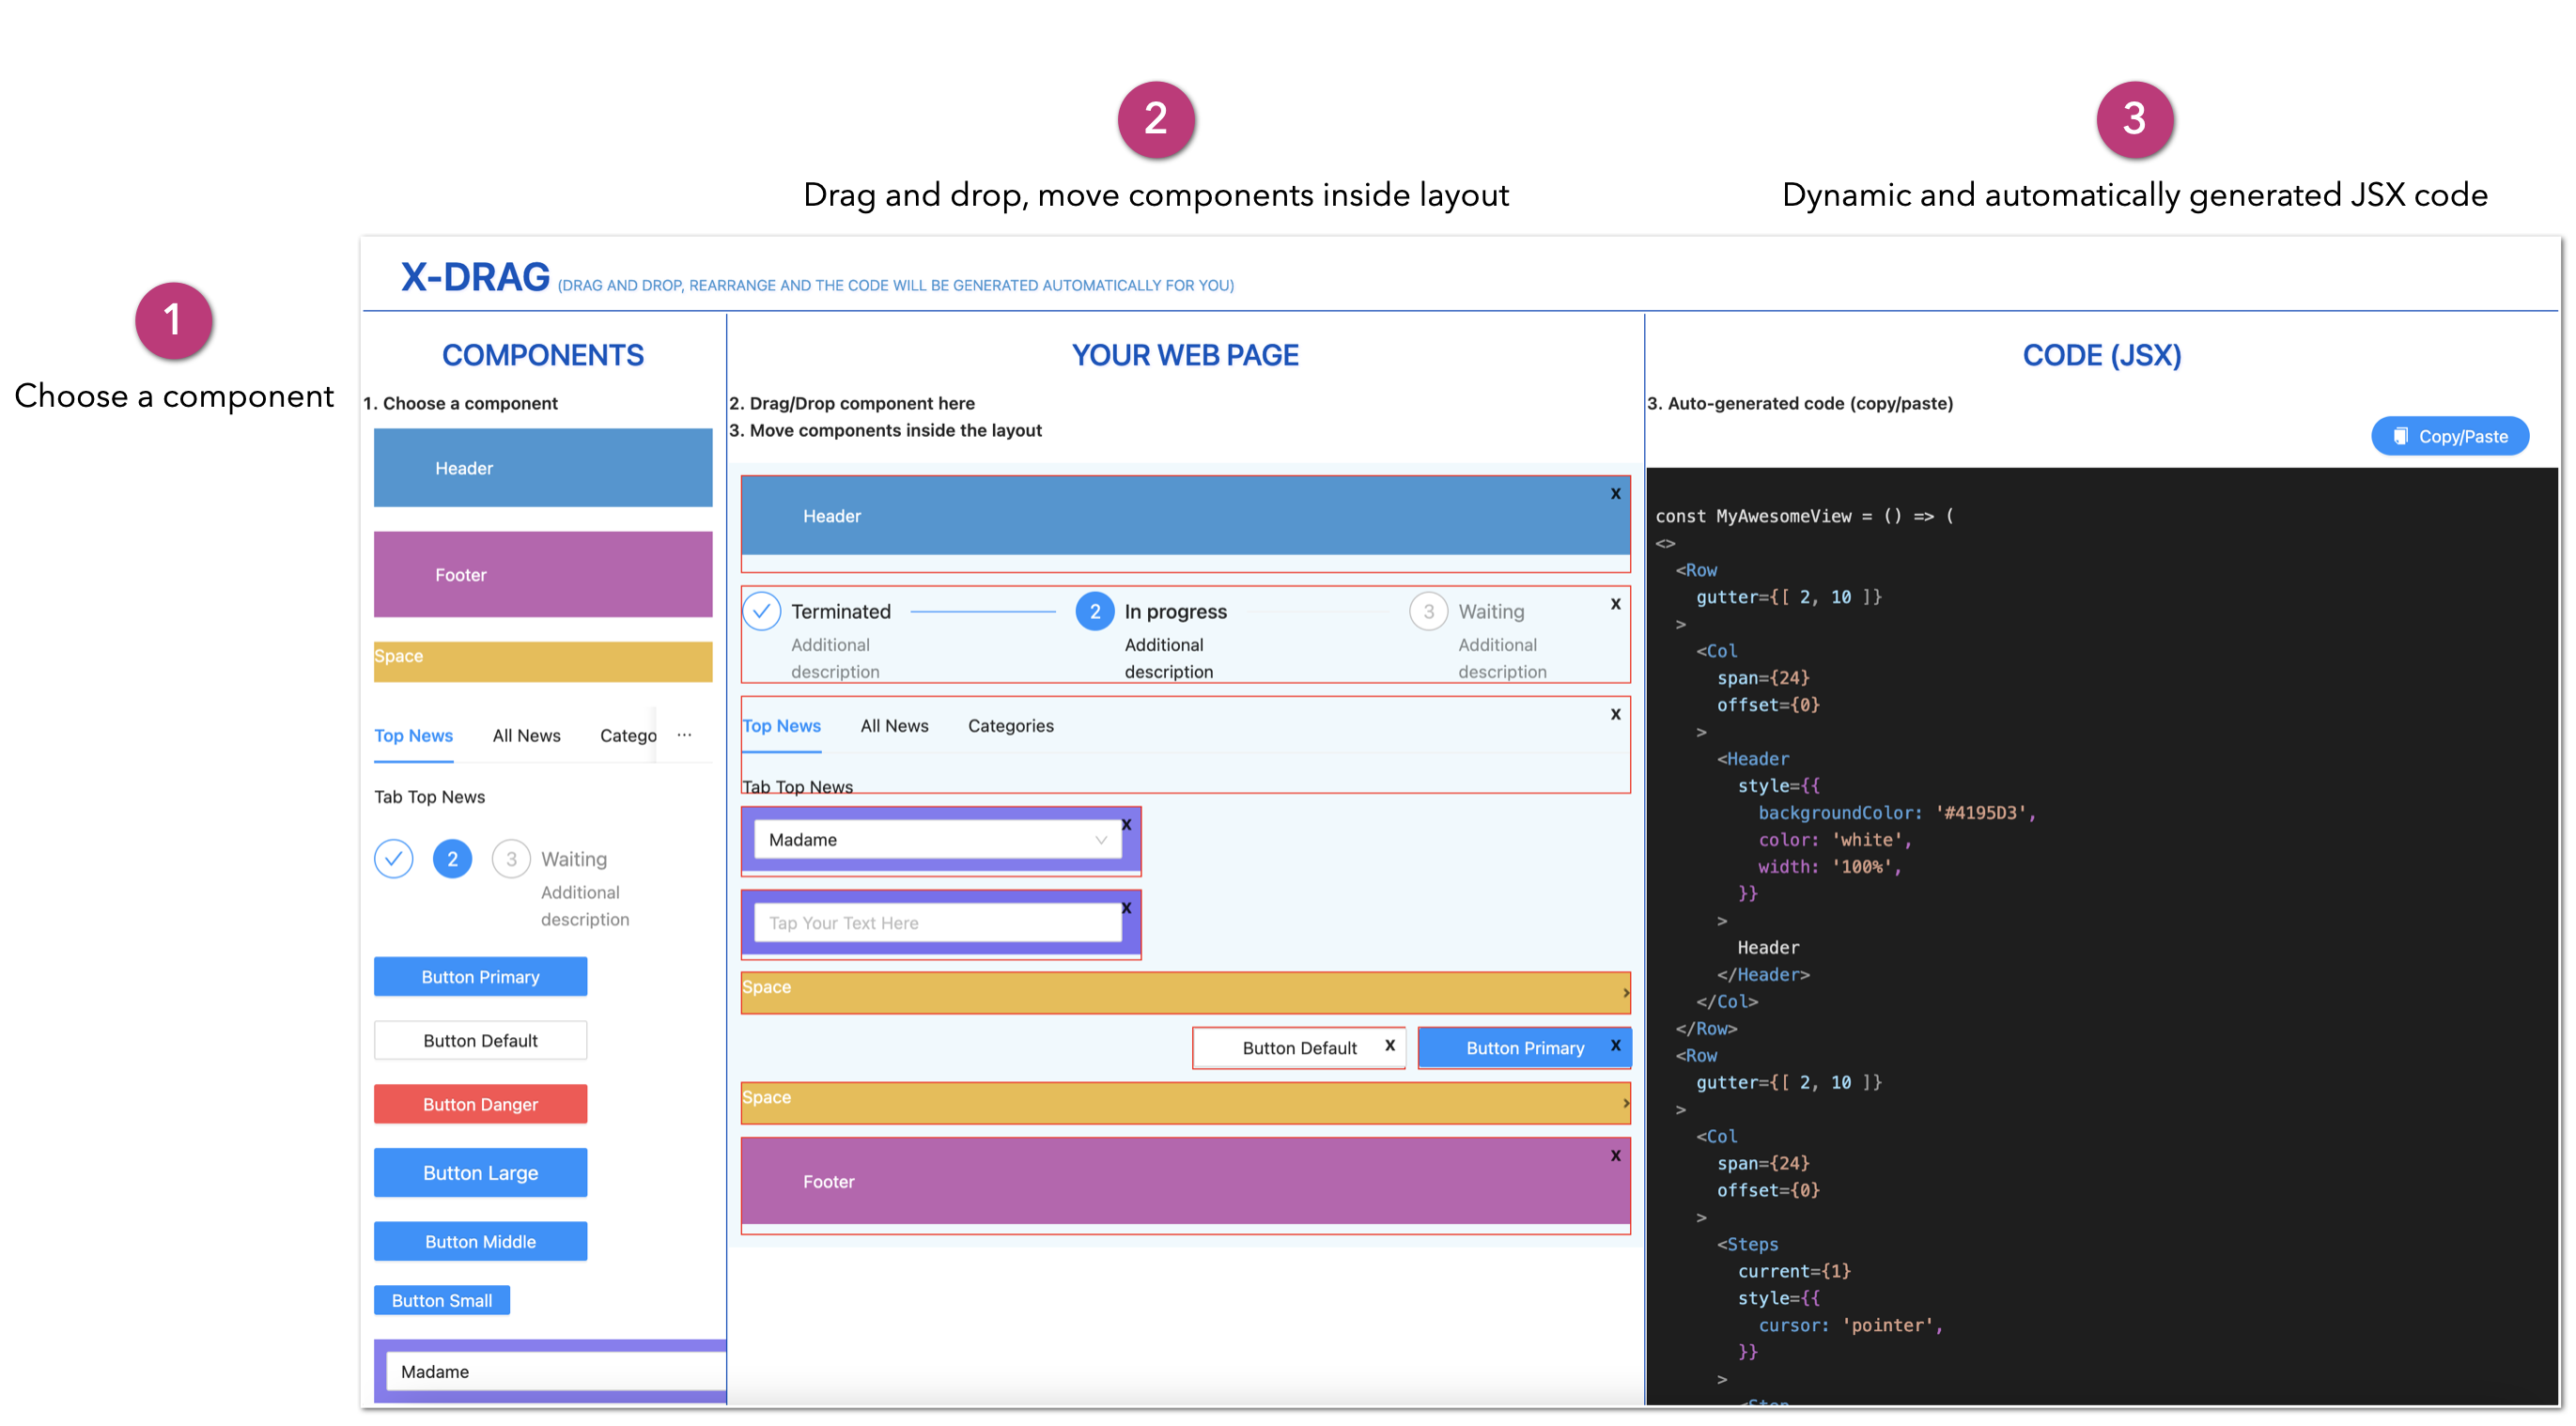 1
Choose a component
2
Drag and drop, move components inside layout
3
Dynamic and automatically generated JSX code
X-DRAG (DRAG AND DROP, REARRANGE AND THE CODE WILL BE GENERATED AUTOMATICALLY FOR YOU)
COMPONENTS
1. Choose a component
Header
Footer
Space
Top News All News Catego ···
Tab Top News
2 3 Waiting
Additional
description
Button Primary
Button Default
Button Danger
Button Large
Button Middle
Button Small
Madame
YOUR WEB PAGE
2. Drag/Drop component here
3. Move components inside the layout
Header X
Terminated 2 In progress 3 Waiting X
Additional Additional Additional
description description description
Top News All News Categories X
Tab Top News
Madame X
Tap Your Text Here X
Space
Button Default X Button Primary X
Space
Footer X
CODE (JSX)
3. Auto-generated code (copy/paste)
Copy/Paste
const MyAwesomeView = () => (
<>
<Row
gutter={[ 2, 10 ]}
>
<Col
span={24}
offset={0}
>
<Header
style={{
backgroundColor: '#4195D3',
color: 'white',
width: '100%',
}}
>
Header
</Header>
</Col>
</Row>
<Row
gutter={[ 2, 10 ]}
>
<Col
span={24}
offset={0}
>
<Steps
current={1}
style={{
cursor: 'pointer',
}}
>
<Step